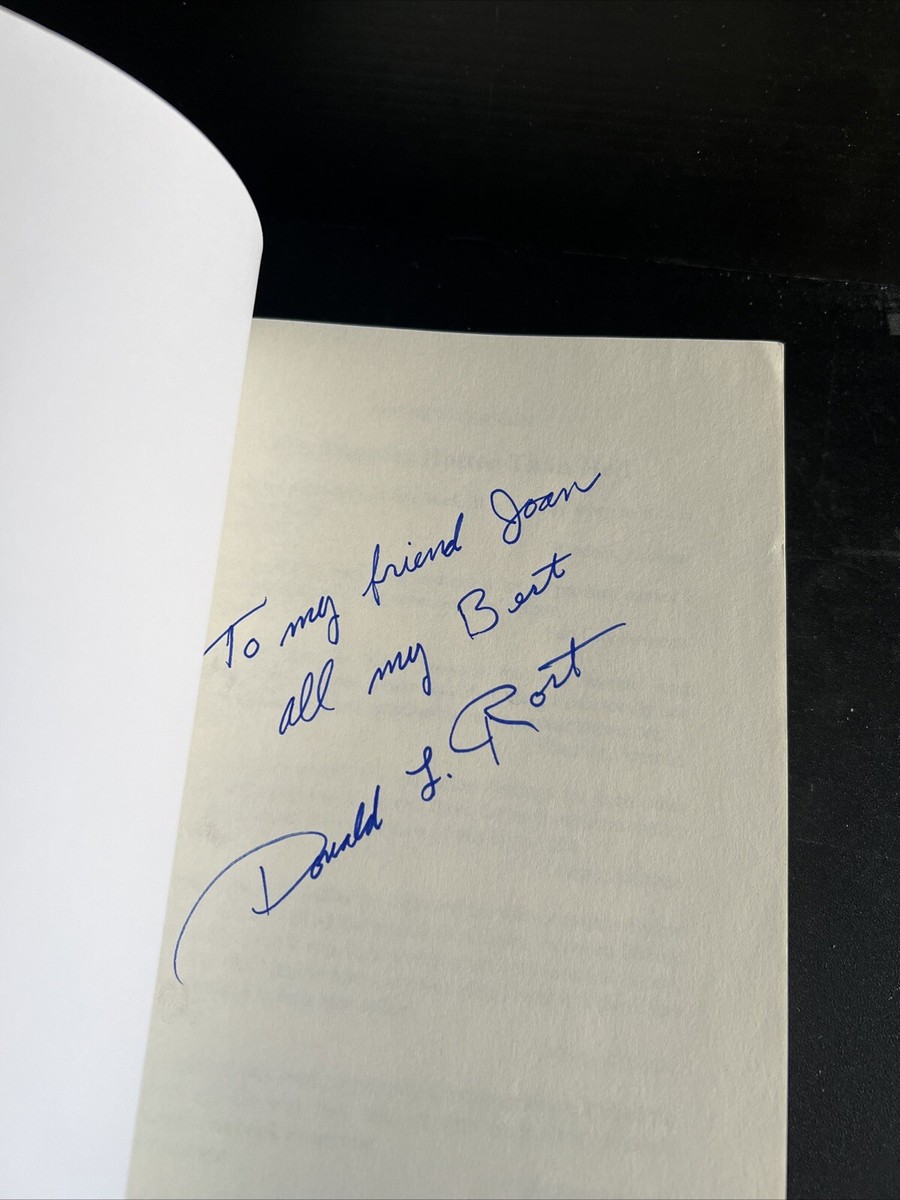 To my friend Joan
all my Best
Donald L. Rost